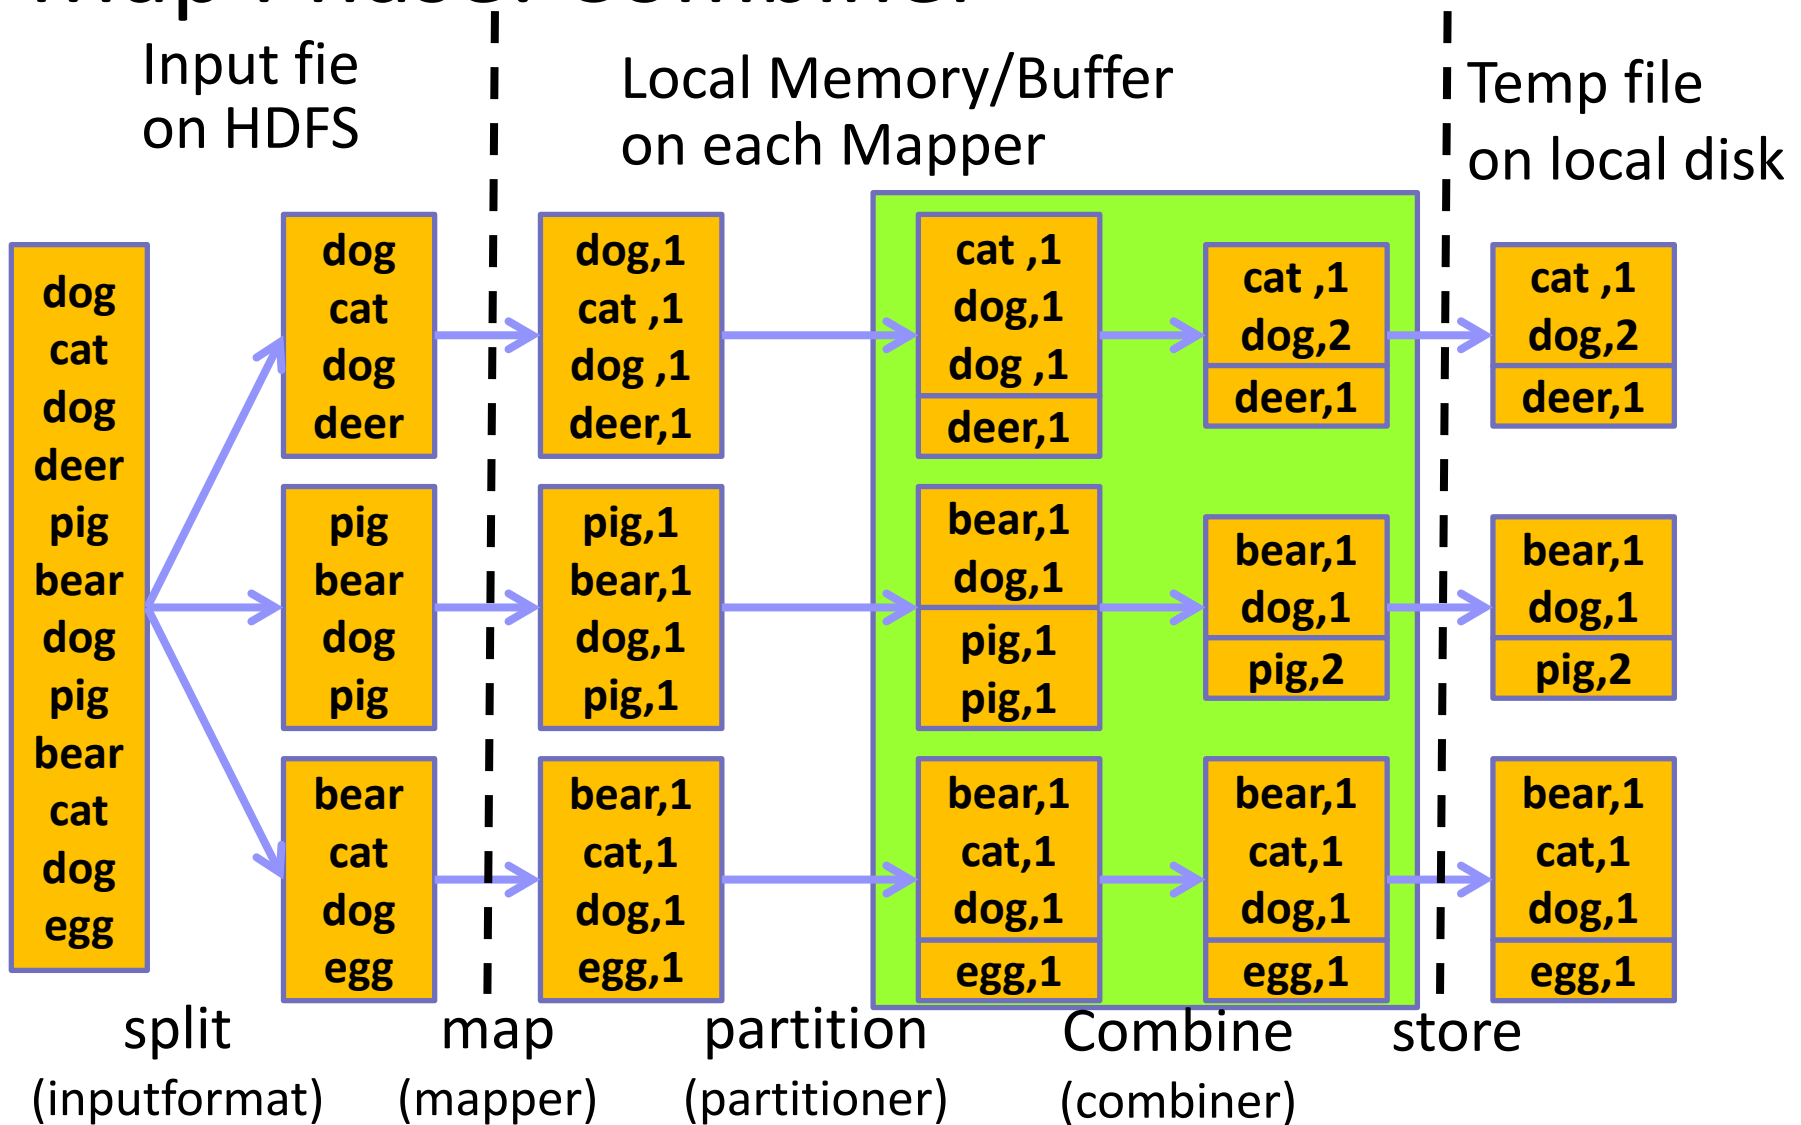 Map Phase: Combiner
Input fie
on HDFS
Local Memory/Buffer
on each Mapper
Temp file
on local disk
dog
cat
dog
deer
pig
bear
dog
pig
bear
cat
dog
egg
dog
cat
dog
deer
pig
bear
dog
pig
bear
cat
dog
egg
dog,1
cat ,1
dog ,1
deer,1
pig,1
bear,1
dog,1
pig,1
bear,1
cat,1
dog,1
egg,1
cat ,1
dog,1
dog ,1
deer,1
bear,1
dog,1
pig,1
pig,1
bear,1
cat,1
dog,1
egg,1
cat ,1
dog,2
deer,1
bear,1
dog,1
pig,2
bear,1
cat,1
dog,1
egg,1
cat ,1
dog,2
deer,1
bear,1
dog,1
pig,2
bear,1
cat,1
dog,1
egg,1
split
(inputformat)
map
(mapper)
partition
(partitioner)
Combine
(combiner)
store